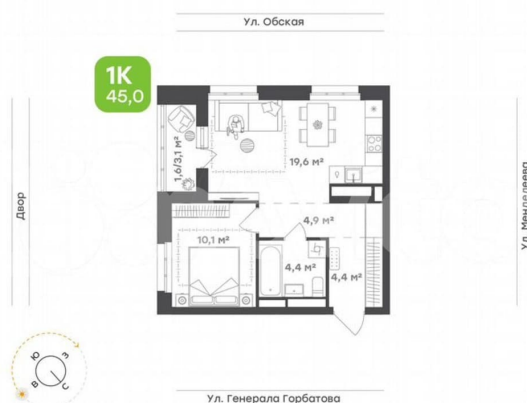 Ул. Обская
1К
45,0
1,6/3,1 м²
19,6 м²
Двор
Ул. Менделеева
4,9 м²
10,1 м²
4,4 м²
4,4 м²
Ю
З
В
С
Ул. Генерала Горбатова